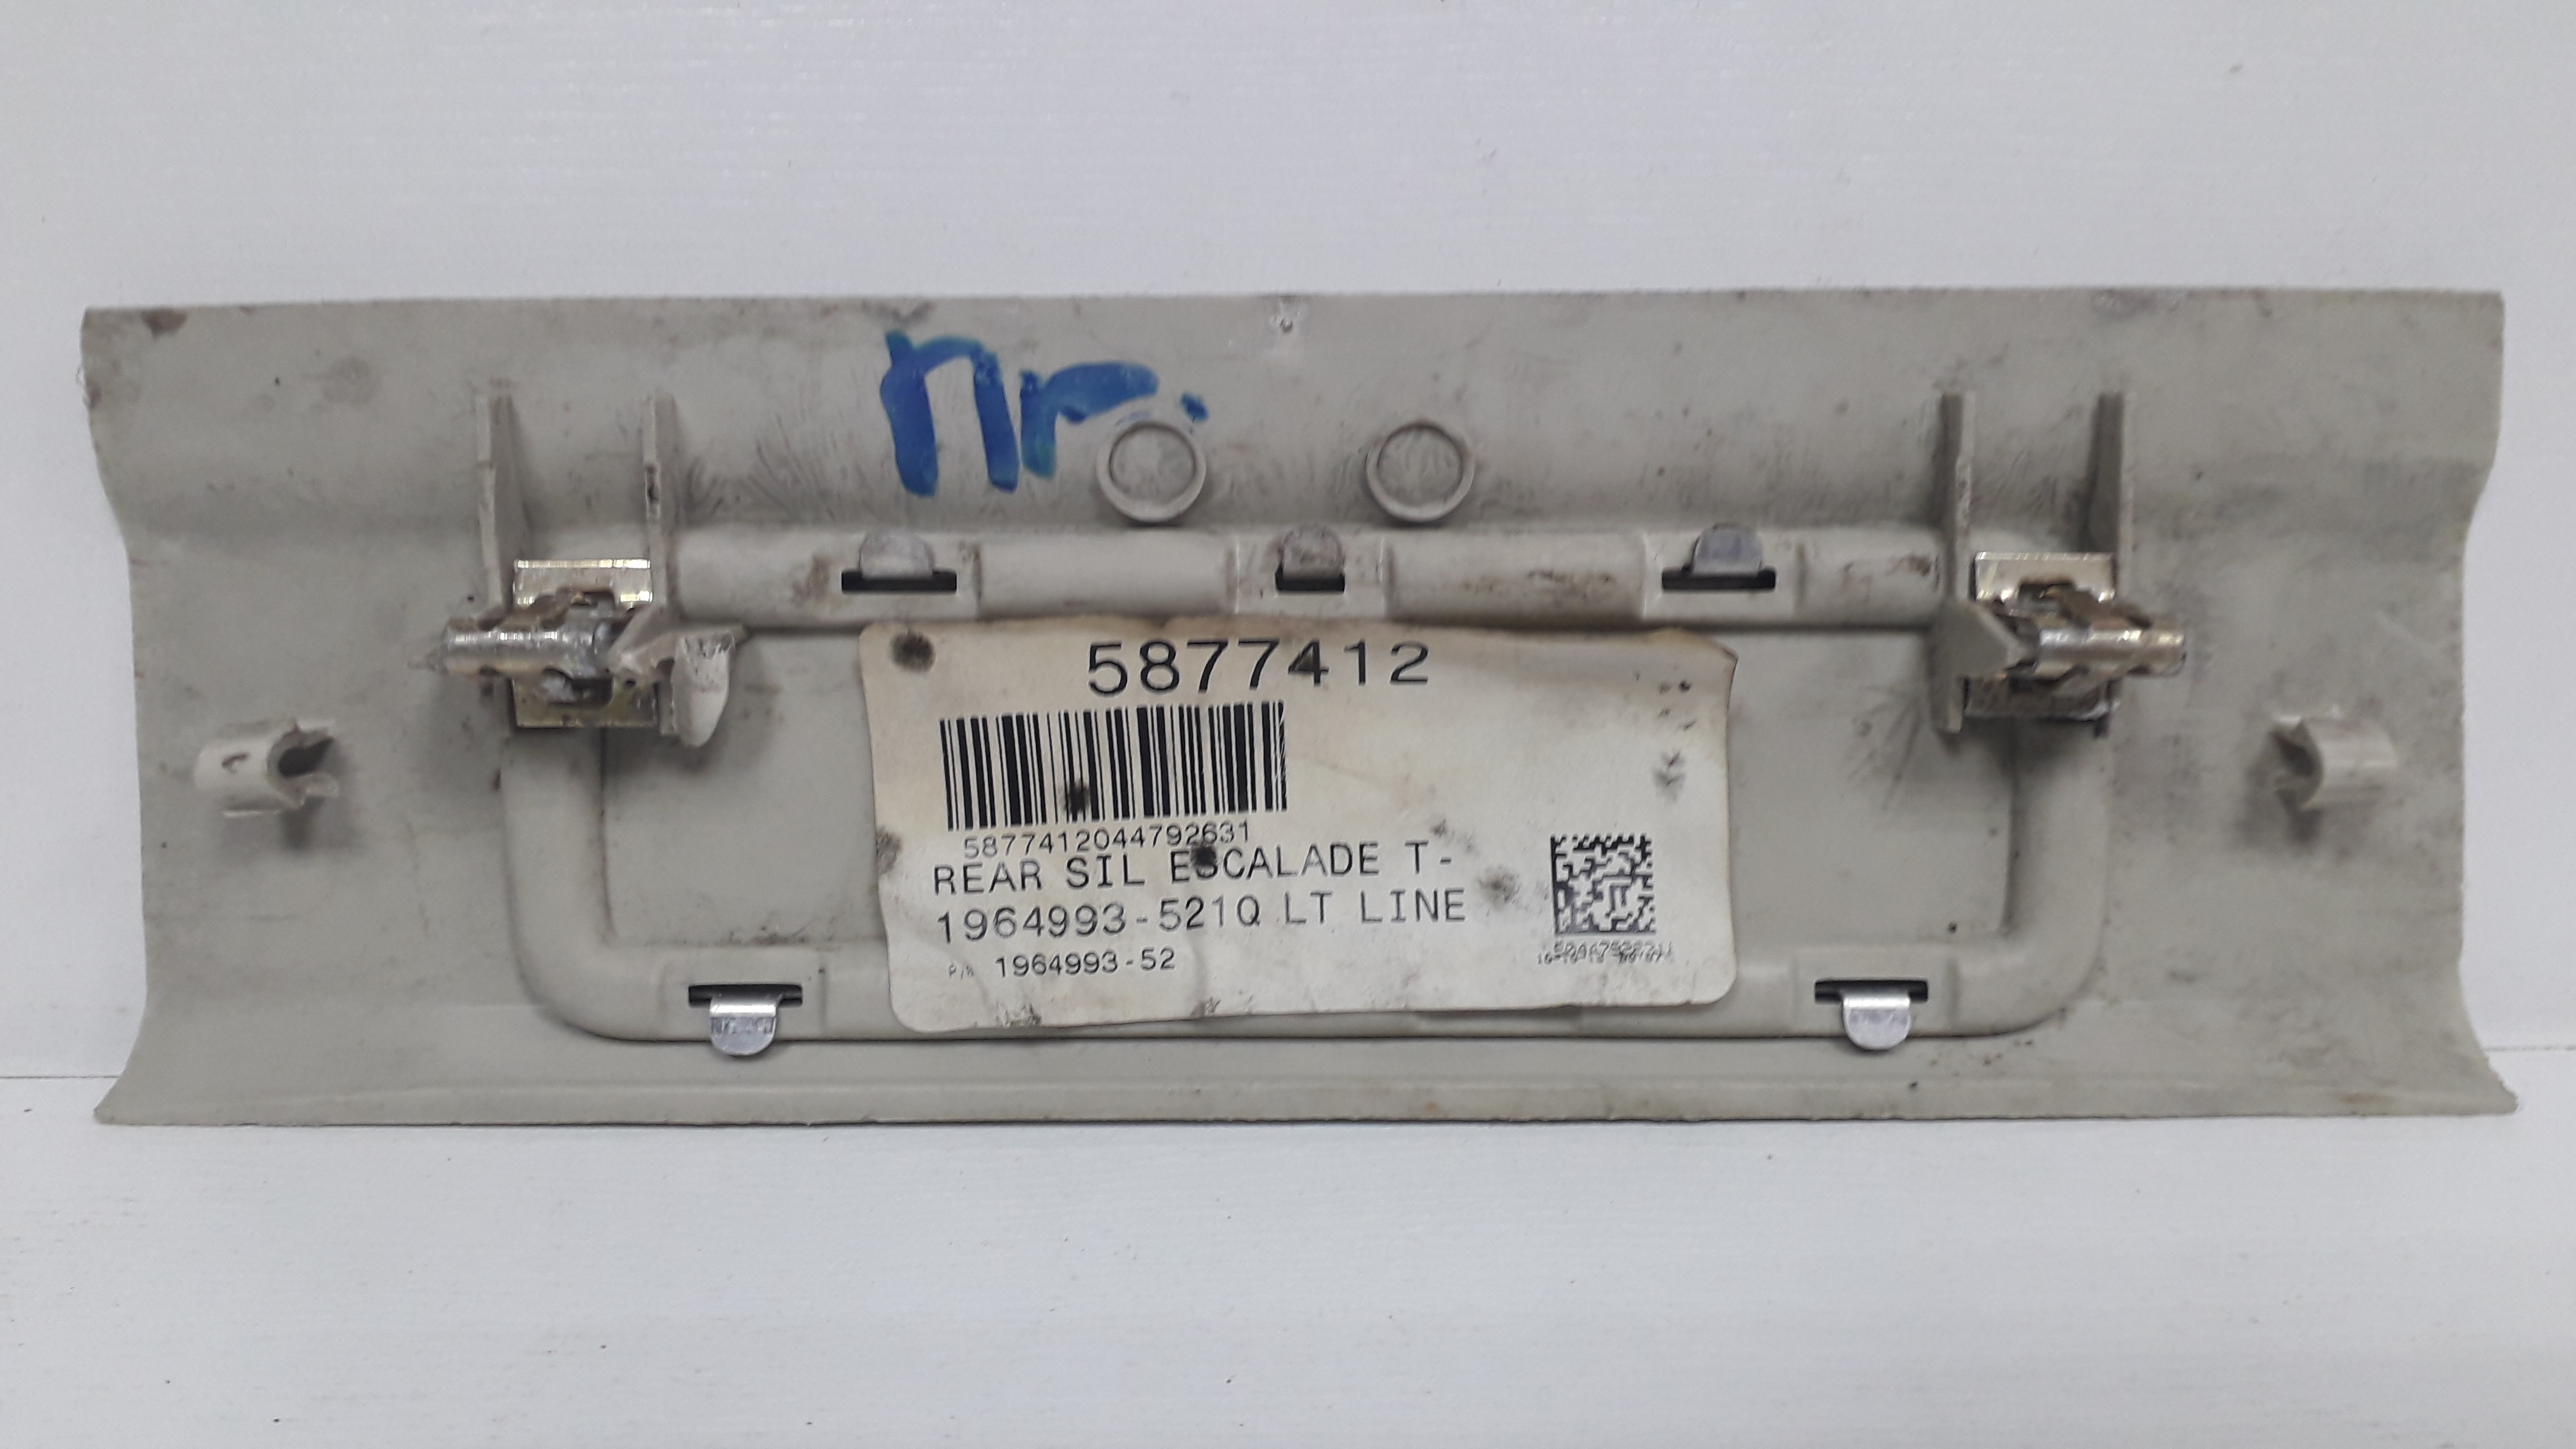 nr.
5877412
5877412044792631
REAR SIL ESCALADE T-
1964993-521Q LT LINE
P/N 1964993-52